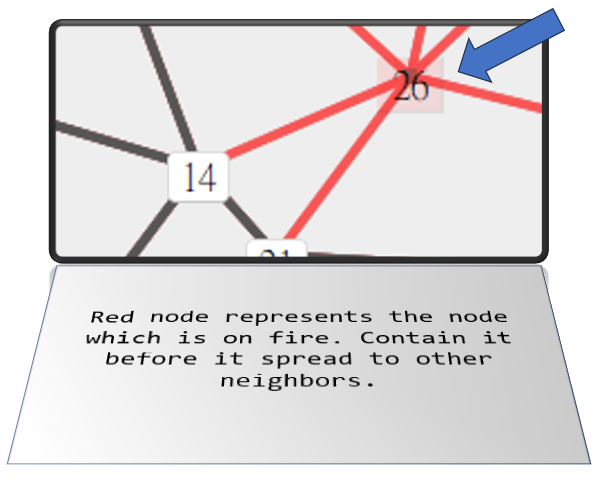 26
14
Red node represents the node
which is on fire. Contain it
before it spread to other
neighbors.